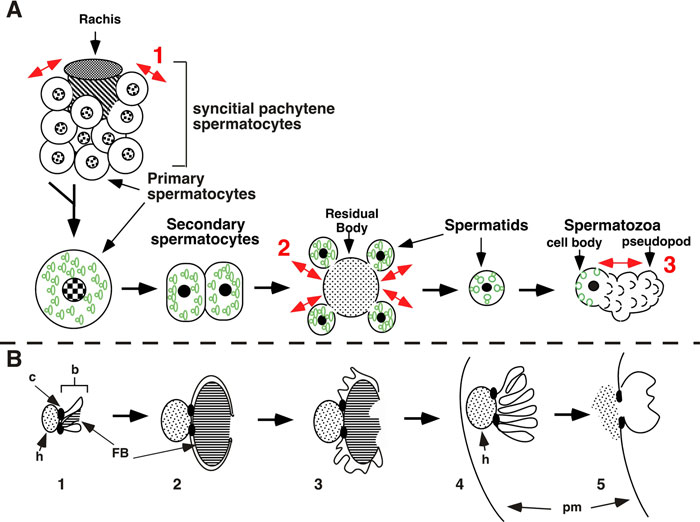 A
Rachis
1
syncitial pachytene
spermatocytes
Primary
spermatocytes
Secondary
spermatocytes
2
Residual
Body
Spermatids
Spermatozoa
cell body
pseudopod
3
B
b
c
h
FB
h
pm
1
2
3
4
5